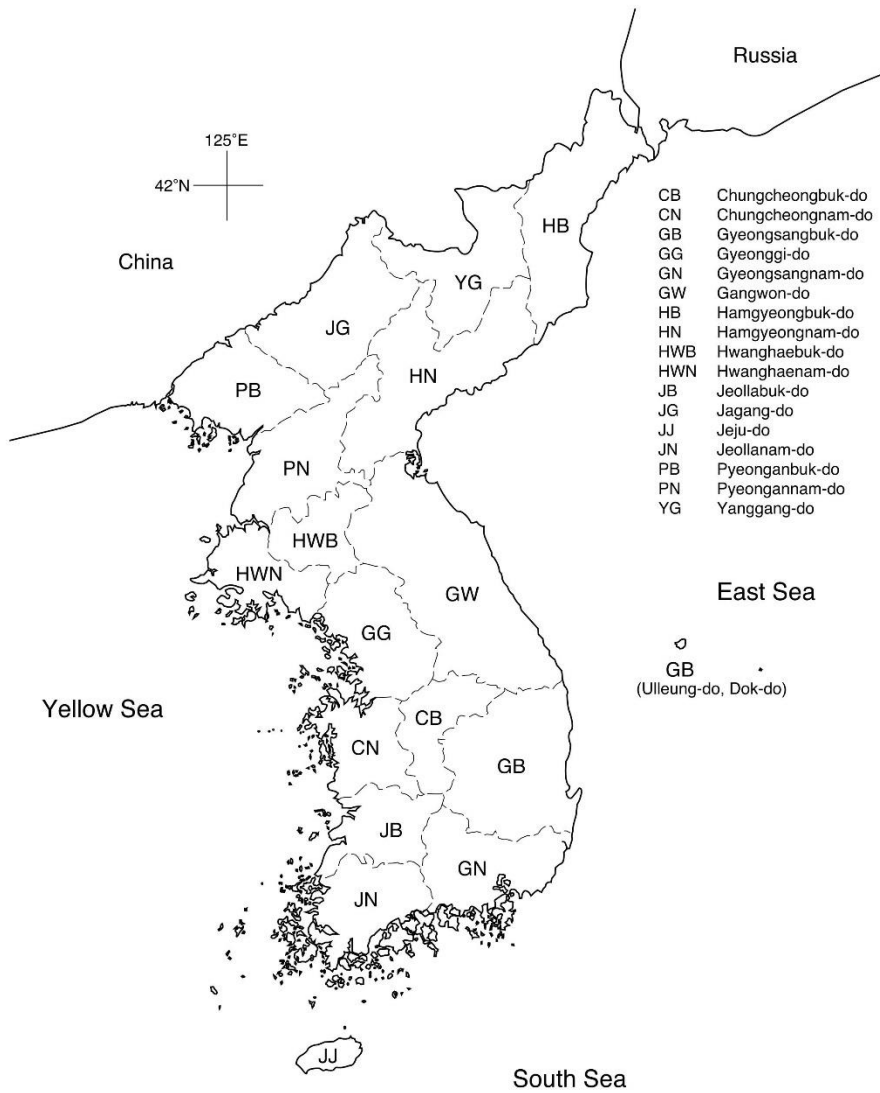 Russia
125°E
42°N
China
CB Chungcheongbuk-do
CN Chungcheongnam-do
GB Gyeongsangbuk-do
GG Gyeonggi-do
GN Gyeongsangnam-do
GW Gangwon-do
HB Hamgyeongbuk-do
HN Hamgyeongnam-do
HWB Hwanghaebuk-do
HWN Hwanghaenam-do
JB Jeollabuk-do
JG Jagang-do
JJ Jeju-do
JN Jeollanam-do
PB Pyeonganbuk-do
PN Pyeongannam-do
YG Yanggang-do
HB
YG
JG
HN
PB
PN
HWB
HWN
GW
GG
East Sea
GB
(Ulleung-do, Dok-do)
Yellow Sea
CB
CN
GB
JB
GN
JN
JJ
South Sea